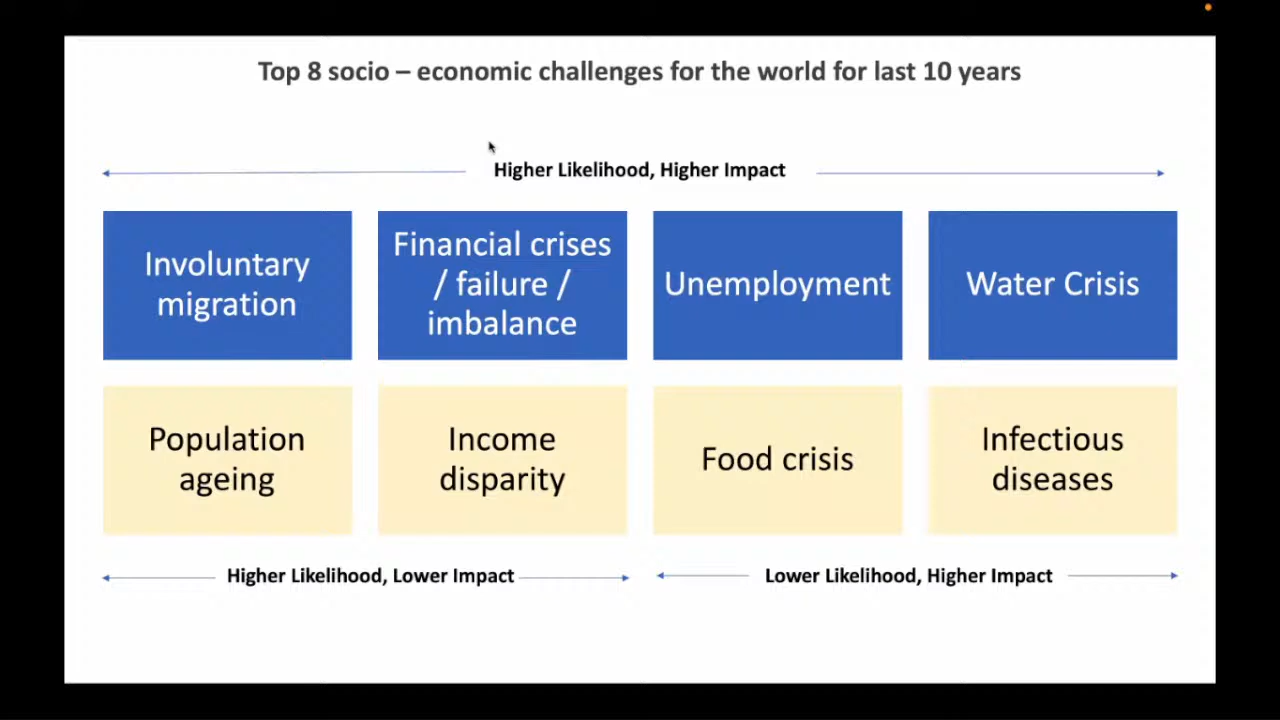 Top 8 socio – economic challenges for the world for last 10 years
Higher Likelihood, Higher Impact
Involuntary
migration
Financial crises
/ failure /
imbalance
Unemployment
Water Crisis
Population
ageing
Income
disparity
Food crisis
Infectious
diseases
Higher Likelihood, Lower Impact
Lower Likelihood, Higher Impact